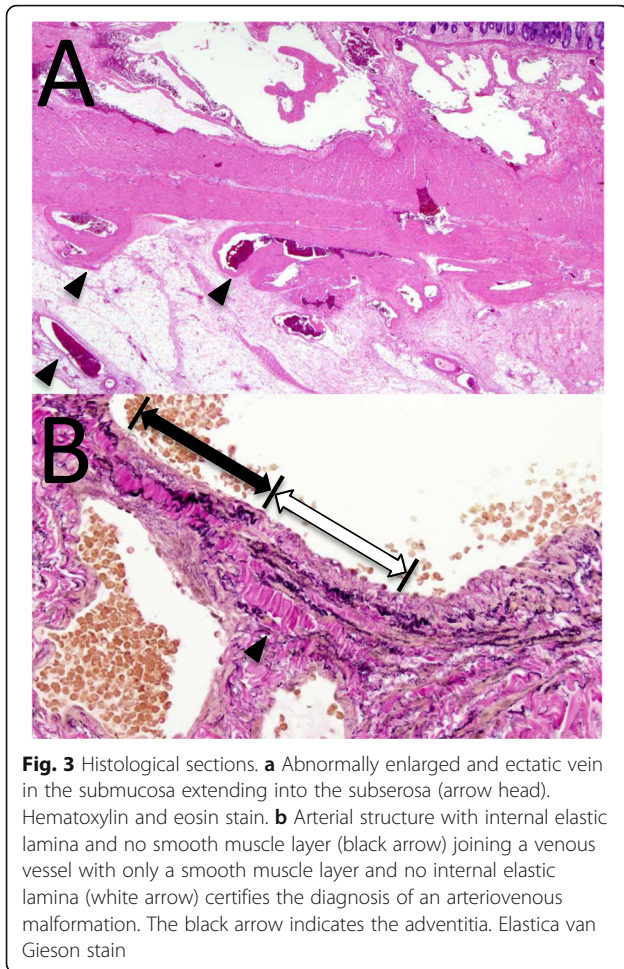 A
B
Fig. 3 Histological sections. a Abnormally enlarged and ectatic vein
in the submucosa extending into the subserosa (arrow head).
Hematoxylin and eosin stain. b Arterial structure with internal elastic
lamina and no smooth muscle layer (black arrow) joining a venous
vessel with only a smooth muscle layer and no internal elastic
lamina (white arrow) certifies the diagnosis of an arteriovenous
malformation. The black arrow indicates the adventitia. Elastica van
Gieson stain